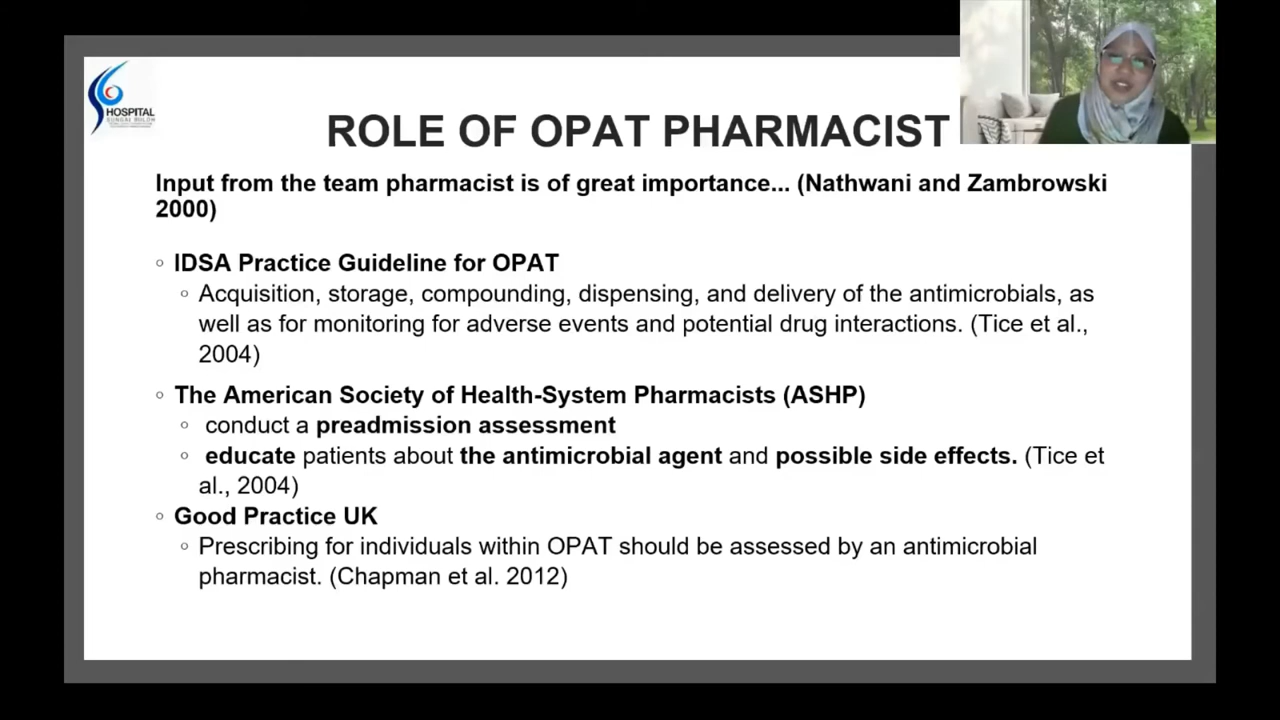 HOSPITAL
SUNGAI BULOH
ROLE OF OPAT PHARMACIST
Input from the team pharmacist is of great importance... (Nathwani and Zambrowski
2000)
◦ IDSA Practice Guideline for OPAT
◦ Acquisition, storage, compounding, dispensing, and delivery of the antimicrobials, as
well as for monitoring for adverse events and potential drug interactions. (Tice et al.,
2004)
◦ The American Society of Health-System Pharmacists (ASHP)
◦ conduct a preadmission assessment
◦ educate patients about the antimicrobial agent and possible side effects. (Tice et
al., 2004)
◦ Good Practice UK
◦ Prescribing for individuals within OPAT should be assessed by an antimicrobial
pharmacist. (Chapman et al. 2012)